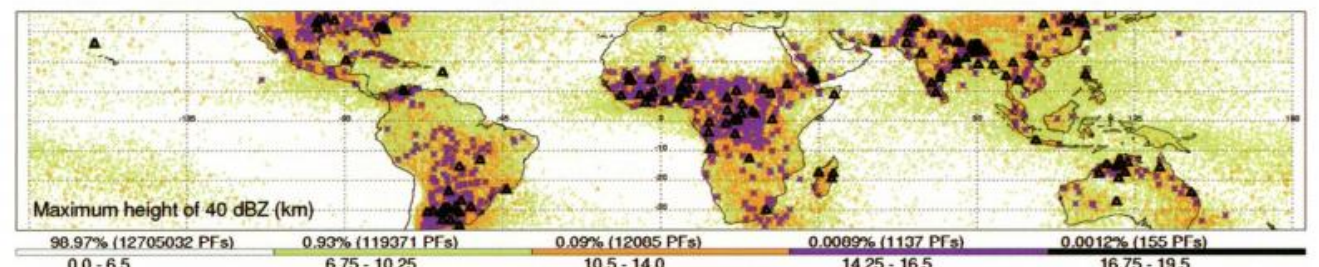 Maximum height of 40 dBZ (km)
98.97% (12705032 PFs) 0.93% (119371 PFs) 0.09% (12065 PFs) 0.0089% (1137 PFs) 0.0012% (155 PFs)
0.0 - 6.5 6.75 - 10.25 10.5 - 14.0 14.25 - 16.5 16.75 - 19.5